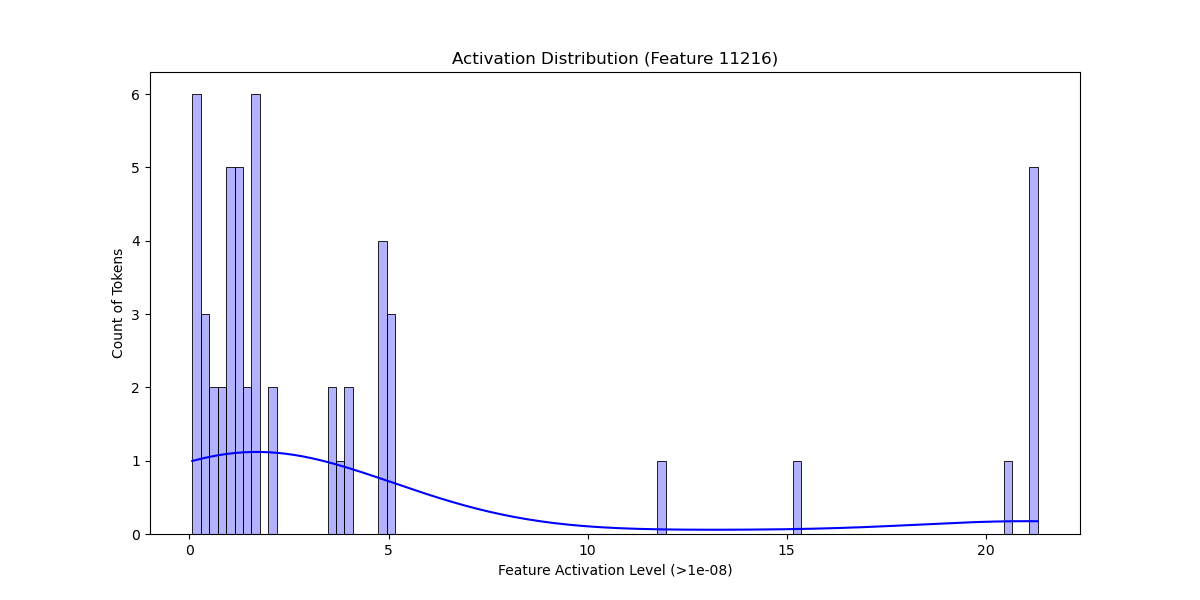 Activation Distribution (Feature 11216)
Count of Tokens
6
5
4
3
2
1
0
0 5 10 15 20
Feature Activation Level (>1e-08)